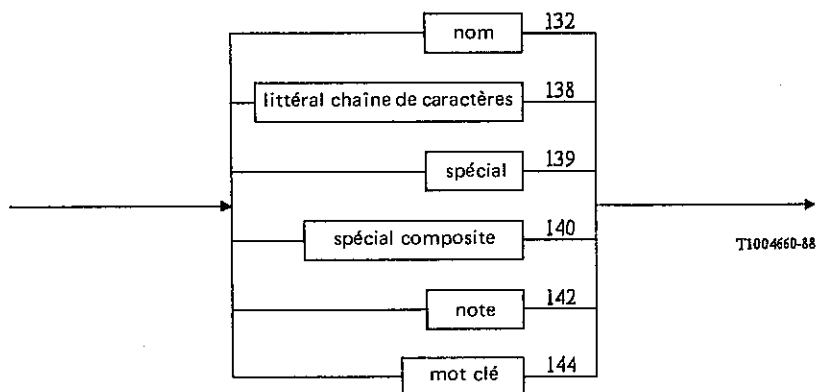 nom 132
littéral chaîne de caractères 138
spécial 139
spécial composite 140
T1004660-88
note 142
mot clé 144